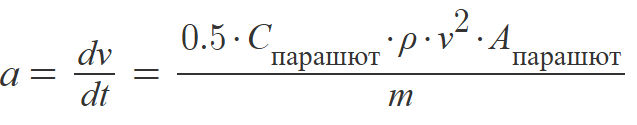 a = dv/dt = 0.5 · C_парашют · ρ · v² · A_парашют / m